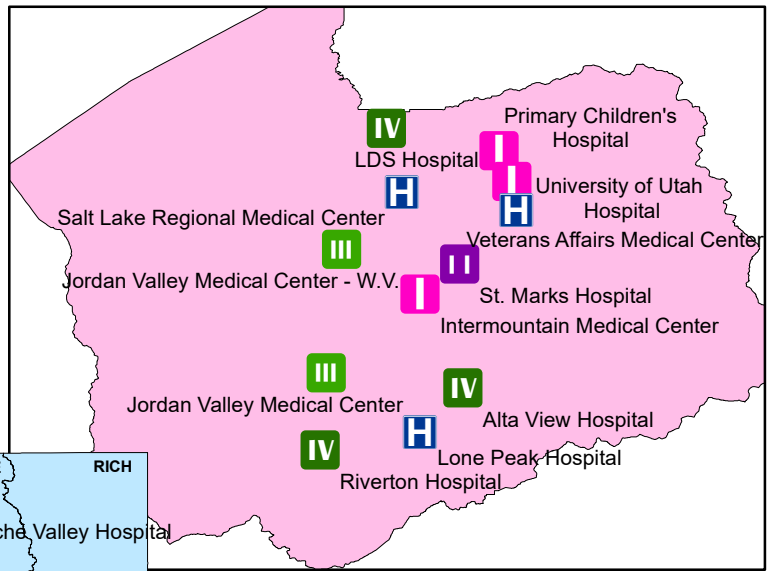 Primary Children's
Hospital
IV
I
LDS Hospital
I
H
University of Utah
Hospital
H
Salt Lake Regional Medical Center
Veterans Affairs Medical Center
III
II
Jordan Valley Medical Center - W.V.
I
St. Marks Hospital
Intermountain Medical Center
III
IV
Jordan Valley Medical Center
Alta View Hospital
H
IV
Lone Peak Hospital
RICH
Riverton Hospital
che Valley Hospital